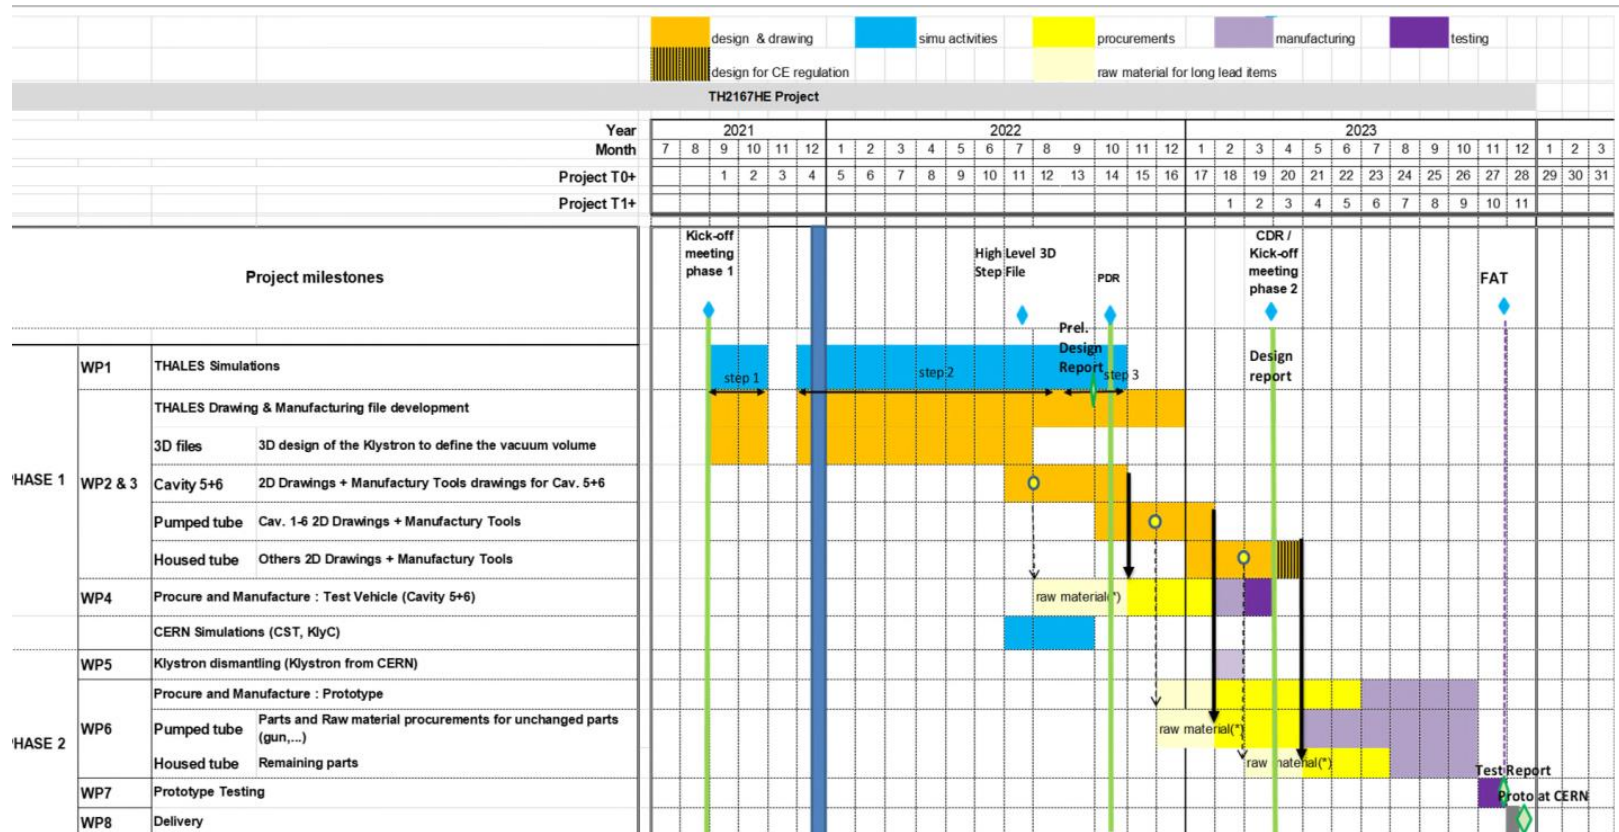 design & drawing simu activities procurements manufacturing testing
design for CE regulation raw material for long lead items
TH2167HE Project
Year 2021 2022 2023
Month 7 8 9 10 11 12 1 2 3 4 5 6 7 8 9 10 11 12 1 2 3 4 5 6 7 8 9 10 11 12 1 2 3
Project T0+ 1 2 3 4 5 6 7 8 9 10 11 12 13 14 15 16 17 18 19 20 21 22 23 24 25 26 27 28 29 30 31
Project T1+ 1 2 3 4 5 6 7 8 9 10 11
Project milestones
Kick-off
meeting
phase 1
High Level 3D
Step File
PDR
CDR /
Kick-off
meeting
phase 2
FAT
Prel.
Design
Report
Design
report
HASE 1
WP1 THALES Simulations
step 1 step 2 step 3
WP2 & 3
THALES Drawing & Manufacturing file development
3D files 3D design of the Klystron to define the vacuum volume
Cavity 5+6 2D Drawings + Manufactury Tools drawings for Cav. 5+6
Pumped tube Cav. 1-6 2D Drawings + Manufactury Tools
Housed tube Others 2D Drawings + Manufactury Tools
WP4 Procure and Manufacture : Test Vehicle (Cavity 5+6) raw material(*)
CERN Simulations (CST, KlyC)
HASE 2
WP5 Klystron dismantling (Klystron from CERN)
WP6
Procure and Manufacture : Prototype
Pumped tube Parts and Raw material procurements for unchanged parts
(gun,...)
raw material(*)
Housed tube Remaining parts raw material(*)
Test Report
WP7 Prototype Testing
Proto at CERN
WP8 Delivery